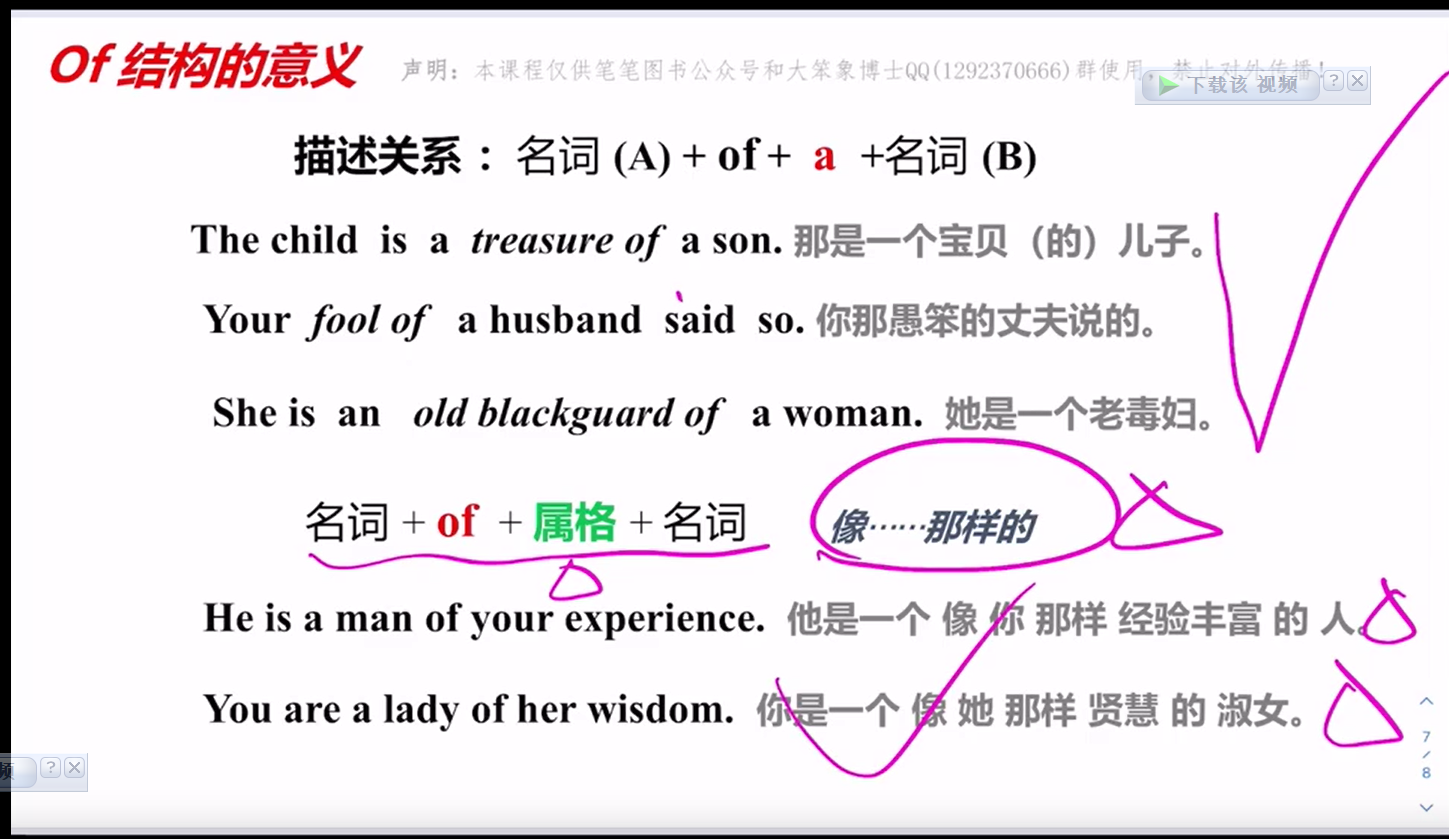 Of 结构的意义
声明：本课程仅供笔笔图书公众号和大笨象博士QQ(1292370666)群使用，禁止对外传播！
下载该 视频 ? ×
描述关系 ： 名词 (A) + of + a +名词 (B)
The child is a treasure of a son. 那是一个宝贝（的）儿子。
Your fool of a husband said so. 你那愚笨的丈夫说的。
She is an old blackguard of a woman. 她是一个老毒妇。
名词 + of + 属格 + 名词 像……那样的
He is a man of your experience. 他是一个 像 你 那样 经验丰富 的 人。
You are a lady of her wisdom. 你是一个 像 她 那样 贤慧 的 淑女。
7
/
8
频 ? ×